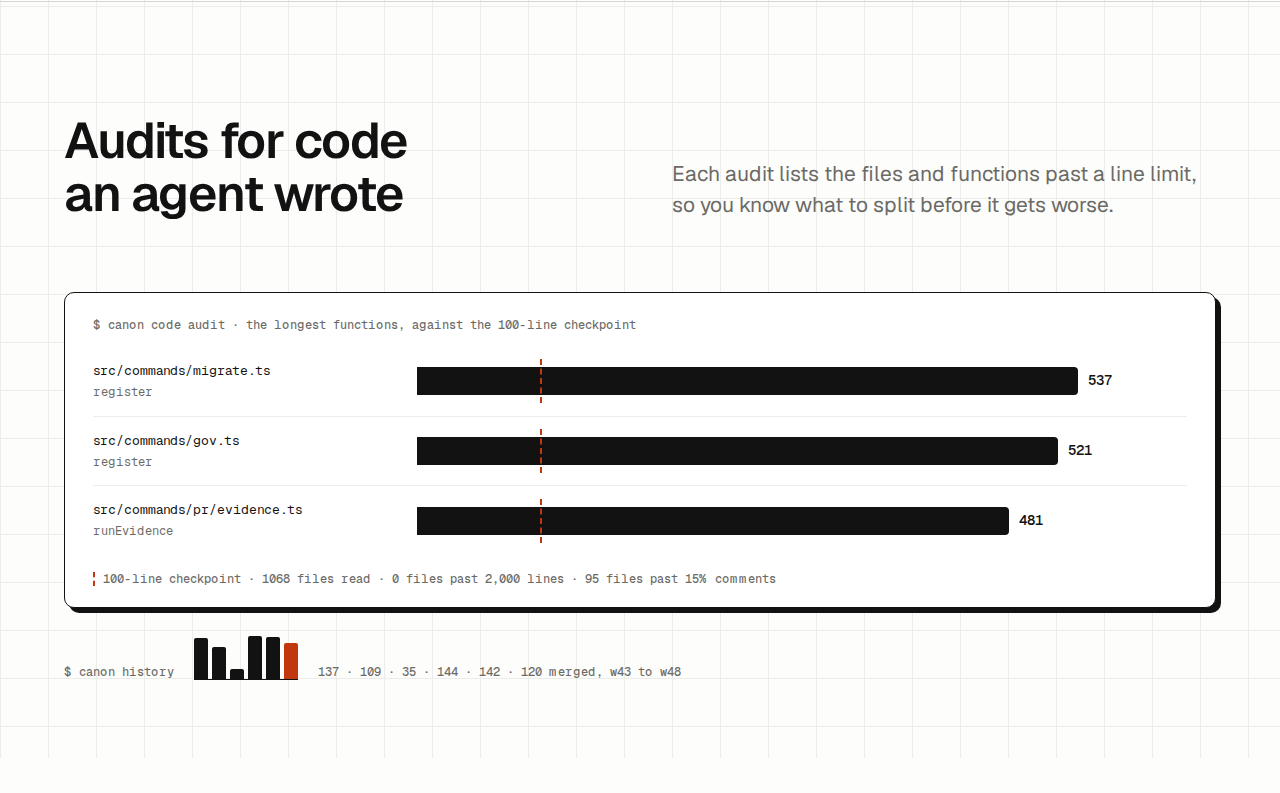 Audits for code
an agent wrote
Each audit lists the files and functions past a line limit,
so you know what to split before it gets worse.
$ canon code audit · the longest functions, against the 100-line checkpoint
src/commands/migrate.ts
register
537
src/commands/gov.ts
register
521
src/commands/pr/evidence.ts
runEvidence
481
100-line checkpoint · 1068 files read · 0 files past 2,000 lines · 95 files past 15% comments
$ canon history
137 · 109 · 35 · 144 · 142 · 120 merged, w43 to w48